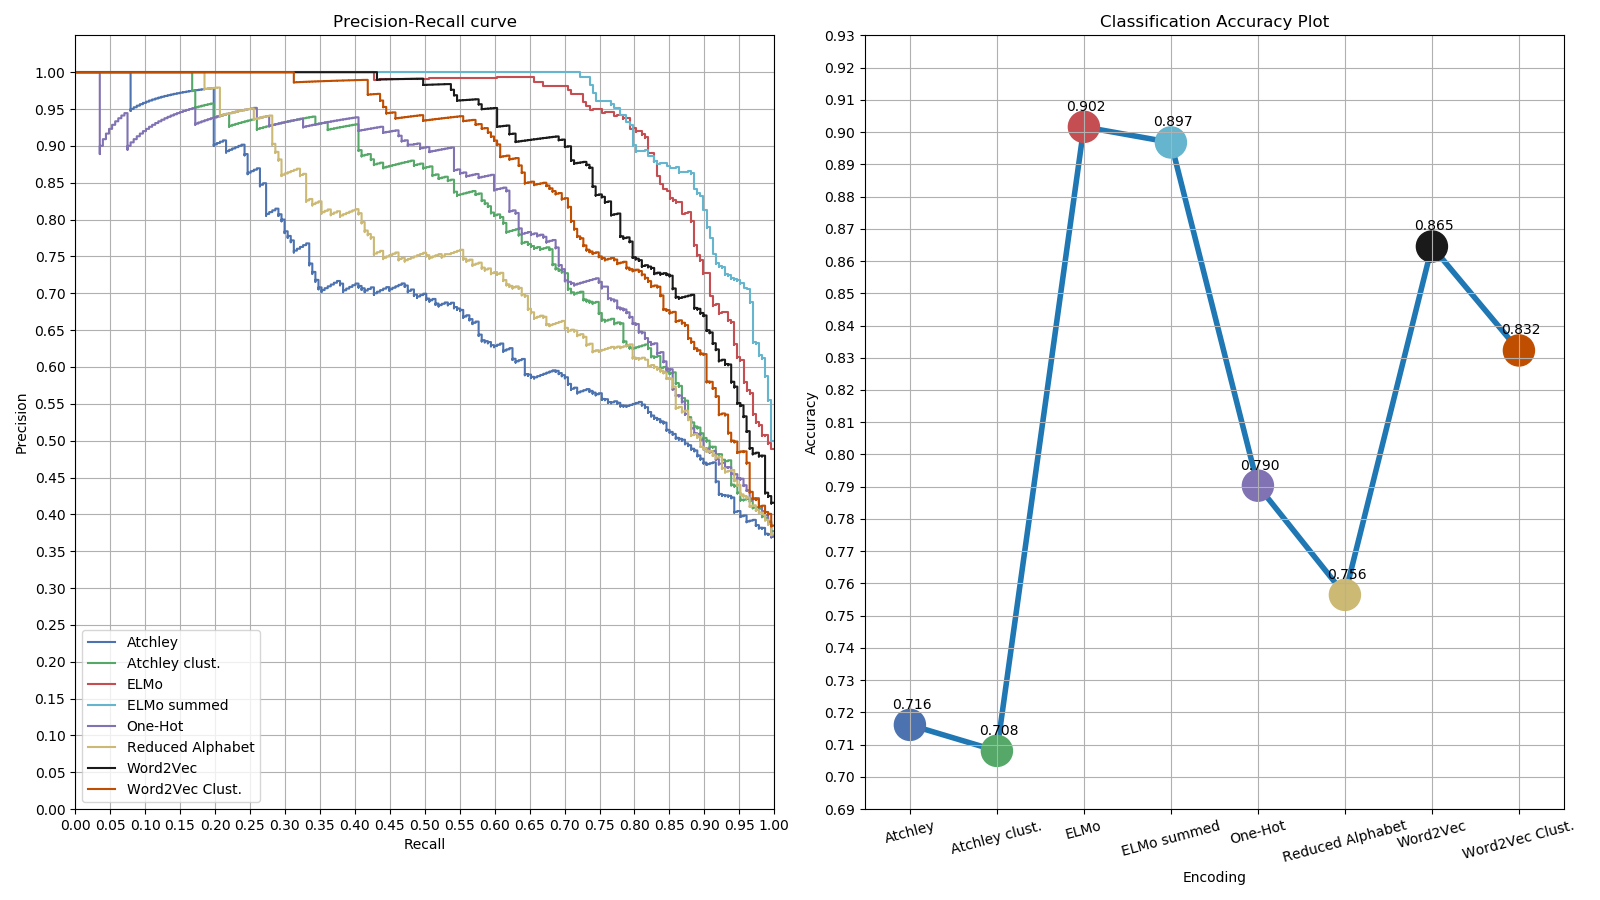 Precision-Recall curve
1.00
0.95
0.90
0.85
0.80
0.75
0.70
0.65
0.60
0.55
0.50
0.45
0.40
0.35
0.30
0.25
0.20
0.15
0.10
0.05
0.00
Precision
Atchley
Atchley clust.
ELMo
ELMo summed
One-Hot
Reduced Alphabet
Word2Vec
Word2Vec Clust.
0.00 0.05 0.10 0.15 0.20 0.25 0.30 0.35 0.40 0.45 0.50 0.55 0.60 0.65 0.70 0.75 0.80 0.85 0.90 0.95 1.00
Recall
Classification Accuracy Plot
0.93
0.92
0.91
0.90
0.89
0.88
0.87
0.86
0.85
0.84
0.83
0.82
0.81
0.80
0.79
0.78
0.77
0.76
0.75
0.74
0.73
0.72
0.71
0.70
0.69
Accuracy
0.716
0.708
0.902
0.897
0.790
0.756
0.865
0.832
Atchley
Atchley clust.
ELMo
ELMo summed
One-Hot
Reduced Alphabet
Word2Vec
Word2Vec Clust.
Encoding